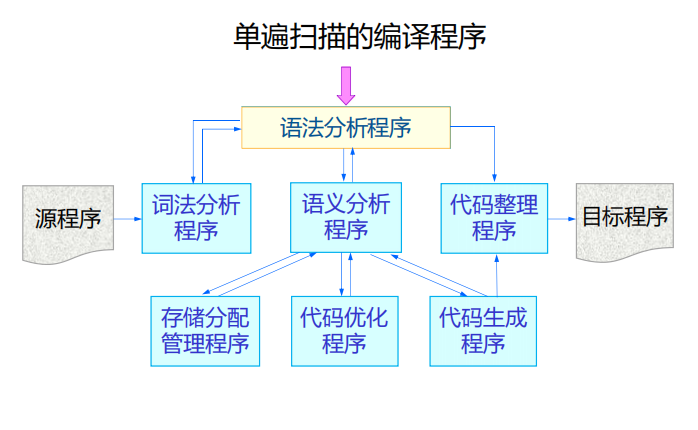 单遍扫描的编译程序
语法分析程序
源程序
词法分析
程序
语义分析
程序
代码整理
程序
目标程序
存储分配
管理程序
代码优化
程序
代码生成
程序